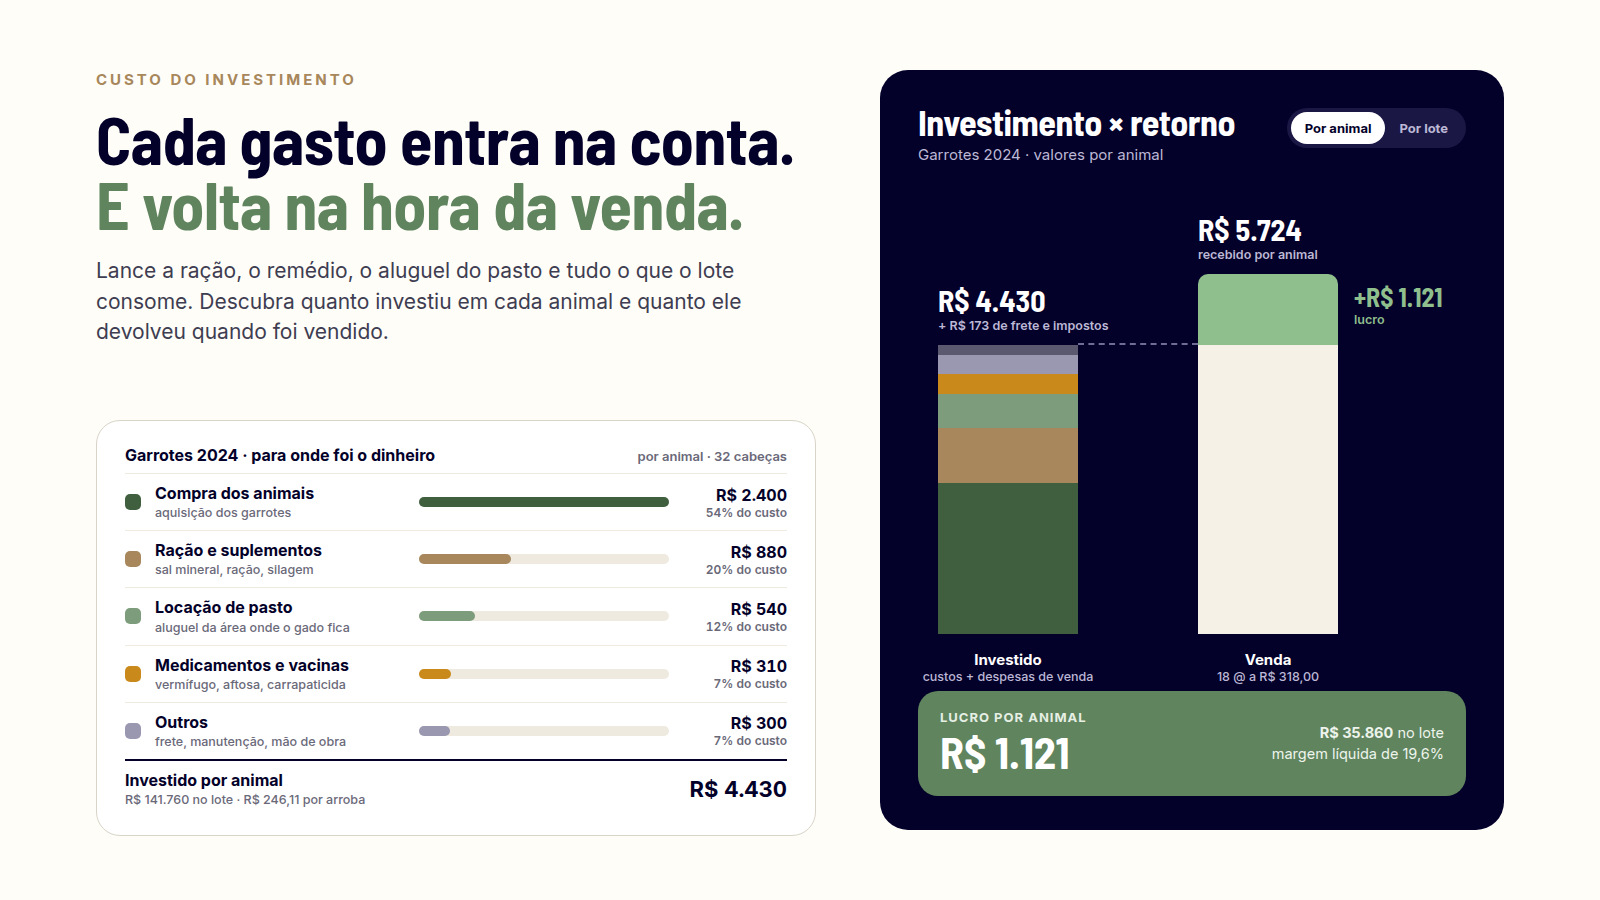 CUSTO DO INVESTIMENTO
Cada gasto entra na conta.
E volta na hora da venda.
Lance a ração, o remédio, o aluguel do pasto e tudo o que o lote
consome. Descubra quanto investiu em cada animal e quanto ele
devolveu quando foi vendido.
Garrotes 2024 · para onde foi o dinheiro
por animal · 32 cabeças
Compra dos animais
aquisição dos garrotes
R$ 2.400
54% do custo
Ração e suplementos
sal mineral, ração, silagem
R$ 880
20% do custo
Locação de pasto
aluguel da área onde o gado fica
R$ 540
12% do custo
Medicamentos e vacinas
vermífugo, aftosa, carrapaticida
R$ 310
7% do custo
Outros
frete, manutenção, mão de obra
R$ 300
7% do custo
Investido por animal
R$ 141.760 no lote · R$ 246,11 por arroba
R$ 4.430
Investimento × retorno
Garrotes 2024 · valores por animal
Por animal
Por lote
R$ 5.724
recebido por animal
R$ 4.430
+ R$ 173 de frete e impostos
+R$ 1.121
lucro
Investido
custos + despesas de venda
Venda
18 @ a R$ 318,00
LUCRO POR ANIMAL
R$ 1.121
R$ 35.860 no lote
margem líquida de 19,6%